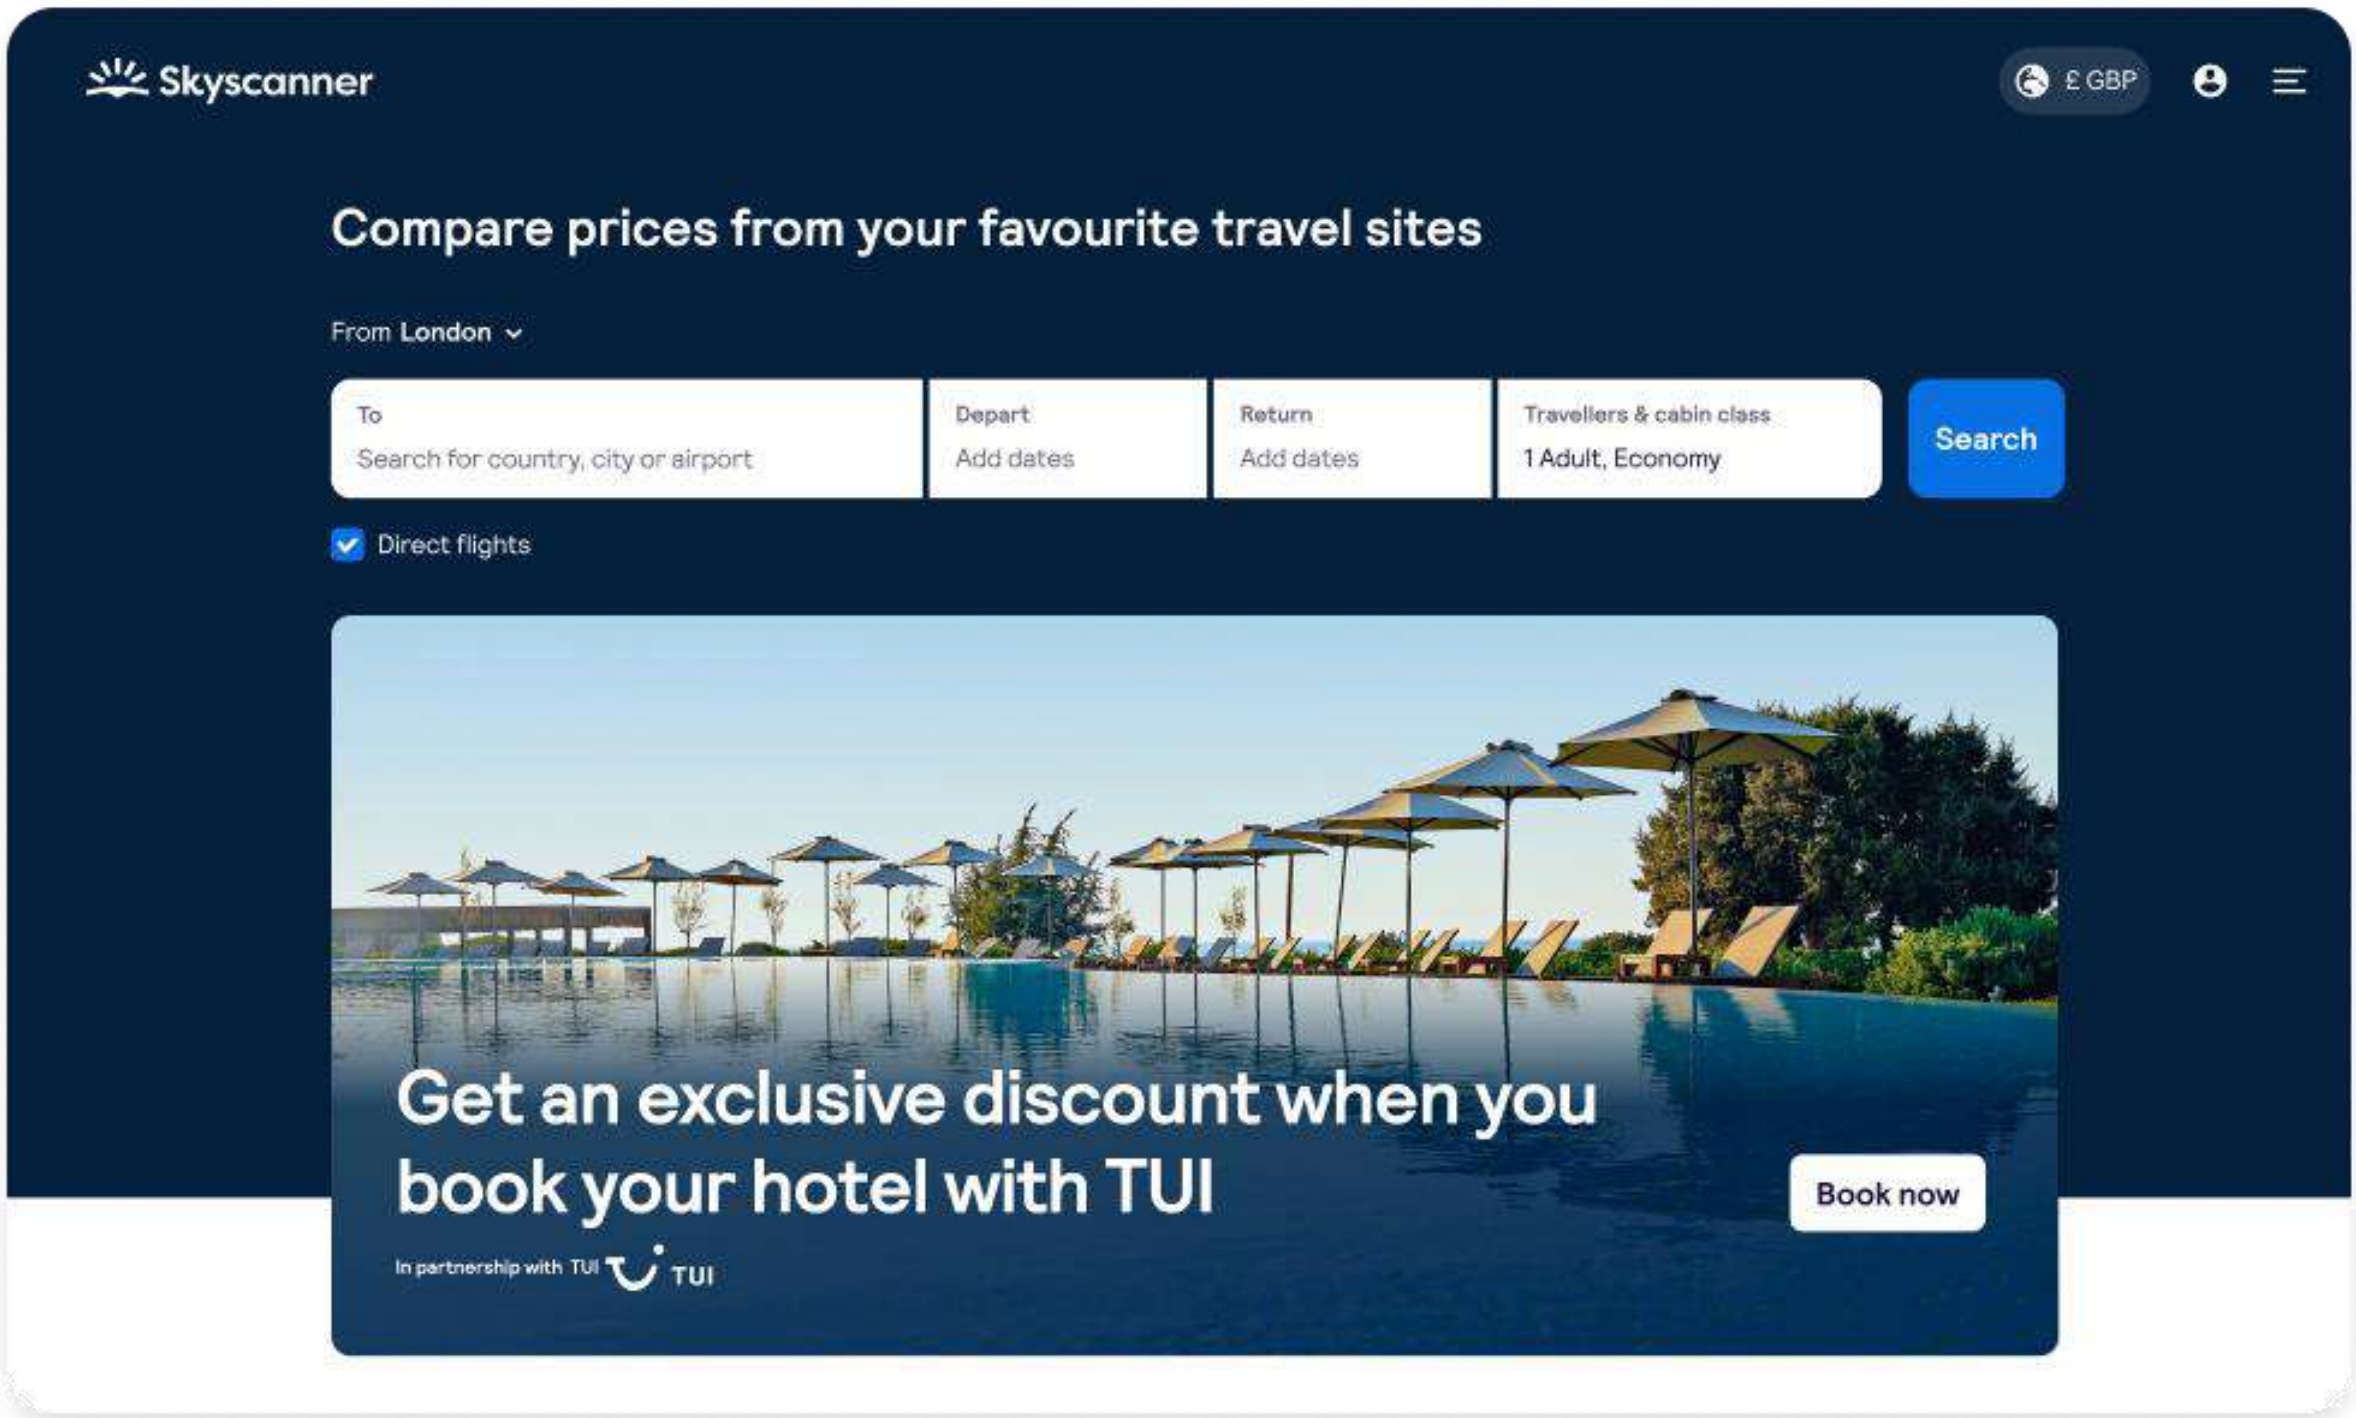 Skyscanner
£ GBP
Compare prices from your favourite travel sites
From London
To
Search for country, city or airport
Depart
Add dates
Return
Add dates
Travellers & cabin class
1 Adult, Economy
Search
Direct flights
Get an exclusive discount when you
book your hotel with TUI
Book now
In partnership with TUI TUI